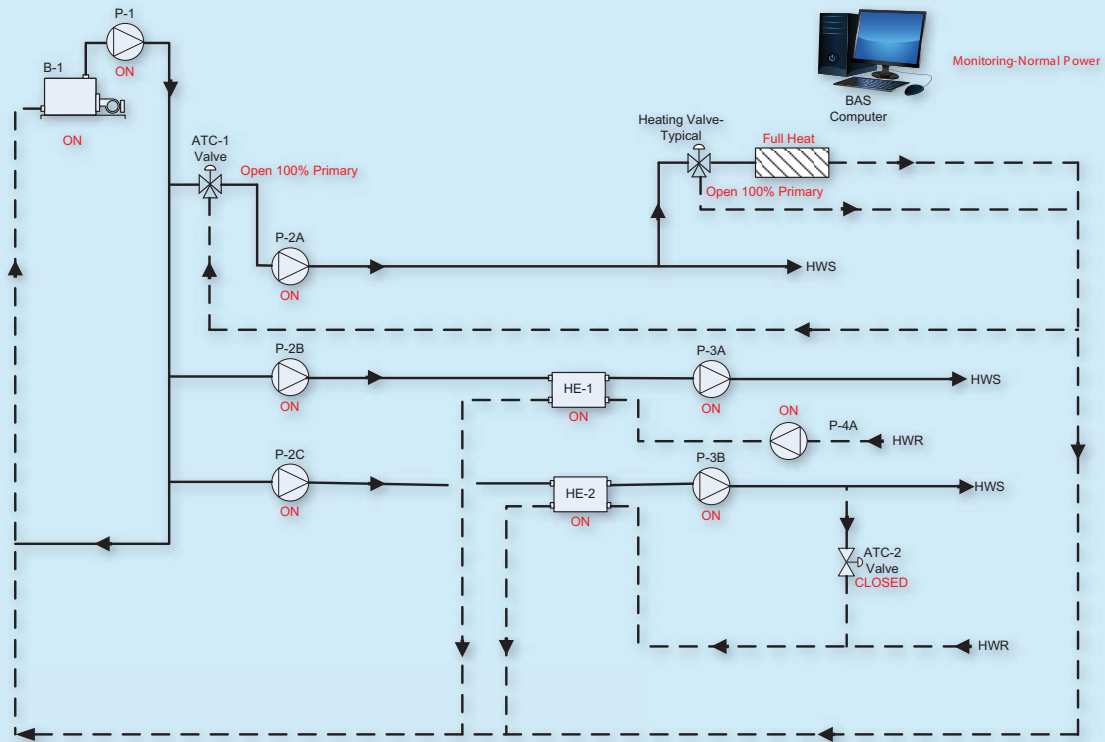 P-1
ON
B-1
ON
Monitoring-Normal Power
BAS
Computer
ATC-1
Valve
Open 100% Primary
Heating Valve-
Typical
Full Heat
Open 100% Primary
P-2A
ON
HWS
P-2B
ON
HE-1
ON
P-3A
ON
HWS
ON
P-4A
HWR
P-2C
ON
HE-2
ON
P-3B
ON
HWS
ATC-2
Valve
CLOSED
HWR